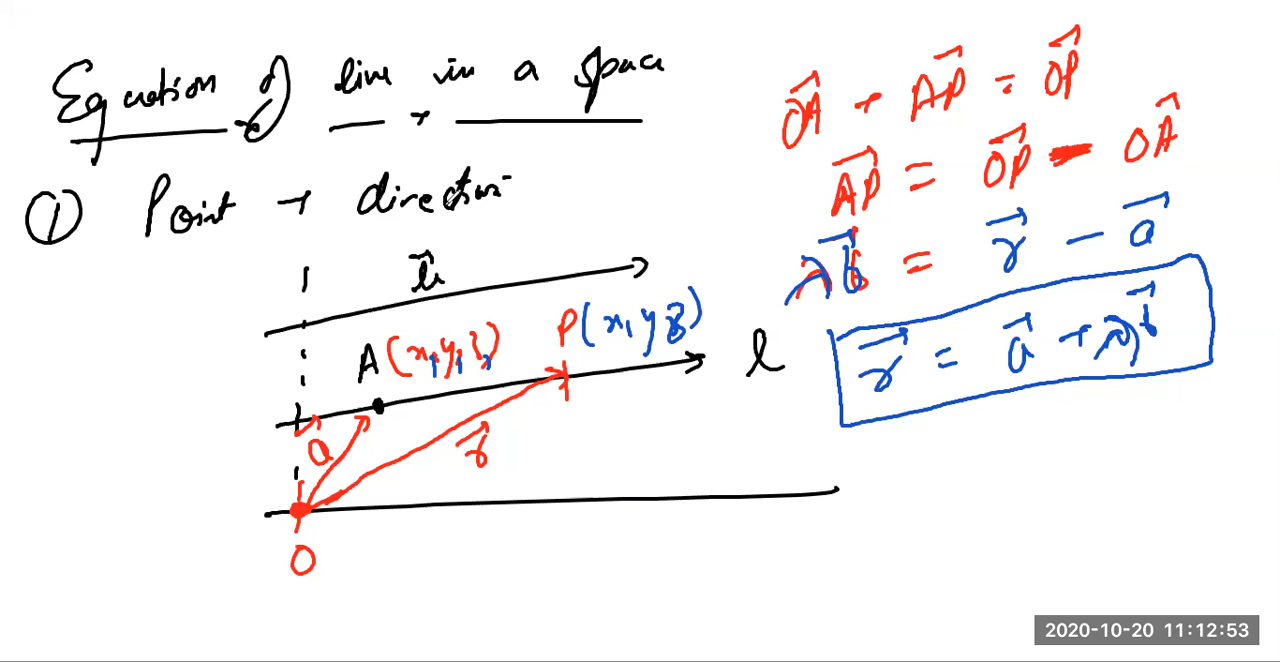 Equation of line in a space
① Point + direction
b⃗
A(x₁, y₁, z₁)
P(x, y, z)
l
a⃗
r⃗
O
OA⃗ + AP⃗ = OP⃗
AP⃗ = OP⃗ - OA⃗
λb⃗ = r⃗ - a⃗
r⃗ = a⃗ + λb⃗
2020-10-20 11:12:53